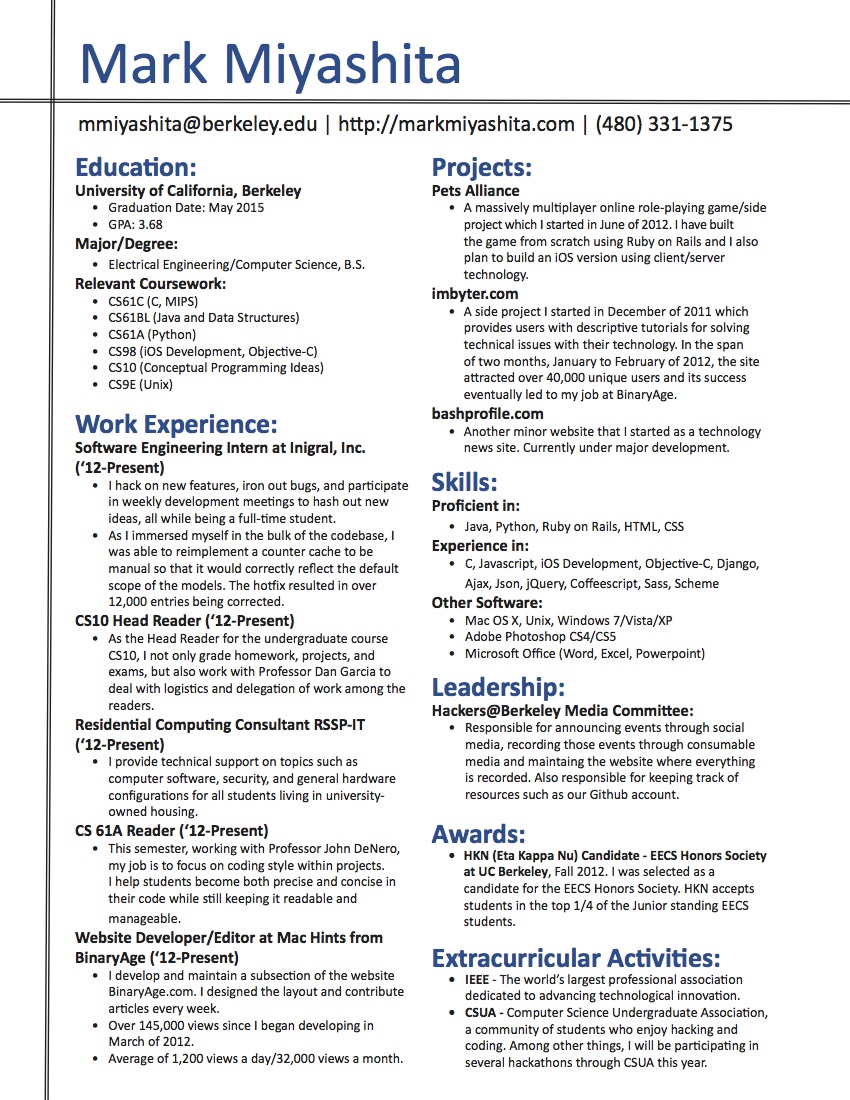 Mark Miyashita
mmiyashita@berkeley.edu | http://markmiyashita.com | (480) 331-1375
Education:
University of California, Berkeley
• Graduation Date: May 2015
• GPA: 3.68
Major/Degree:
• Electrical Engineering/Computer Science, B.S.
Relevant Coursework:
• CS61C (C, MIPS)
• CS61BL (Java and Data Structures)
• CS61A (Python)
• CS98 (iOS Development, Objective-C)
• CS10 (Conceptual Programming Ideas)
• CS9E (Unix)
Work Experience:
Software Engineering Intern at Inigral, Inc.
(‘12-Present)
• I hack on new features, iron out bugs, and participate
in weekly development meetings to hash out new
ideas, all while being a full-time student.
• As I immersed myself in the bulk of the codebase, I
was able to reimplement a counter cache to be
manual so that it would correctly reflect the default
scope of the models. The hotfix resulted in over
12,000 entries being corrected.
CS10 Head Reader (‘12-Present)
• As the Head Reader for the undergraduate course
CS10, I not only grade homework, projects, and
exams, but also work with Professor Dan Garcia to
deal with logistics and delegation of work among the
readers.
Residential Computing Consultant RSSP-IT
(‘12-Present)
• I provide technical support on topics such as
computer software, security, and general hardware
configurations for all students living in university-
owned housing.
CS 61A Reader (‘12-Present)
• This semester, working with Professor John DeNero,
my job is to focus on coding style within projects.
I help students become both precise and concise in
their code while still keeping it readable and
manageable.
Website Developer/Editor at Mac Hints from
BinaryAge (‘12-Present)
• I develop and maintain a subsection of the website
BinaryAge.com. I designed the layout and contribute
articles every week.
• Over 145,000 views since I began developing in
March of 2012.
• Average of 1,200 views a day/32,000 views a month.
Projects:
Pets Alliance
• A massively multiplayer online role-playing game/side
project which I started in June of 2012. I have built
the game from scratch using Ruby on Rails and I also
plan to build an iOS version using client/server
technology.
imbyter.com
• A side project I started in December of 2011 which
provides users with descriptive tutorials for solving
technical issues with their technology. In the span
of two months, January to February of 2012, the site
attracted over 40,000 unique users and its success
eventually led to my job at BinaryAge.
bashprofile.com
• Another minor website that I started as a technology
news site. Currently under major development.
Skills:
Proficient in:
• Java, Python, Ruby on Rails, HTML, CSS
Experience in:
• C, Javascript, iOS Development, Objective-C, Django,
Ajax, Json, jQuery, Coffeescript, Sass, Scheme
Other Software:
• Mac OS X, Unix, Windows 7/Vista/XP
• Adobe Photoshop CS4/CS5
• Microsoft Office (Word, Excel, Powerpoint)
Leadership:
Hackers@Berkeley Media Committee:
• Responsible for announcing events through social
media, recording those events through consumable
media and maintaing the website where everything
is recorded. Also responsible for keeping track of
resources such as our Github account.
Awards:
• HKN (Eta Kappa Nu) Candidate - EECS Honors Society
at UC Berkeley, Fall 2012. I was selected as a
candidate for the EECS Honors Society. HKN accepts
students in the top 1/4 of the Junior standing EECS
students.
Extracurricular Activities:
• IEEE - The world’s largest professional association
dedicated to advancing technological innovation.
• CSUA - Computer Science Undergraduate Association,
a community of students who enjoy hacking and
coding. Among other things, I will be participating in
several hackathons through CSUA this year.